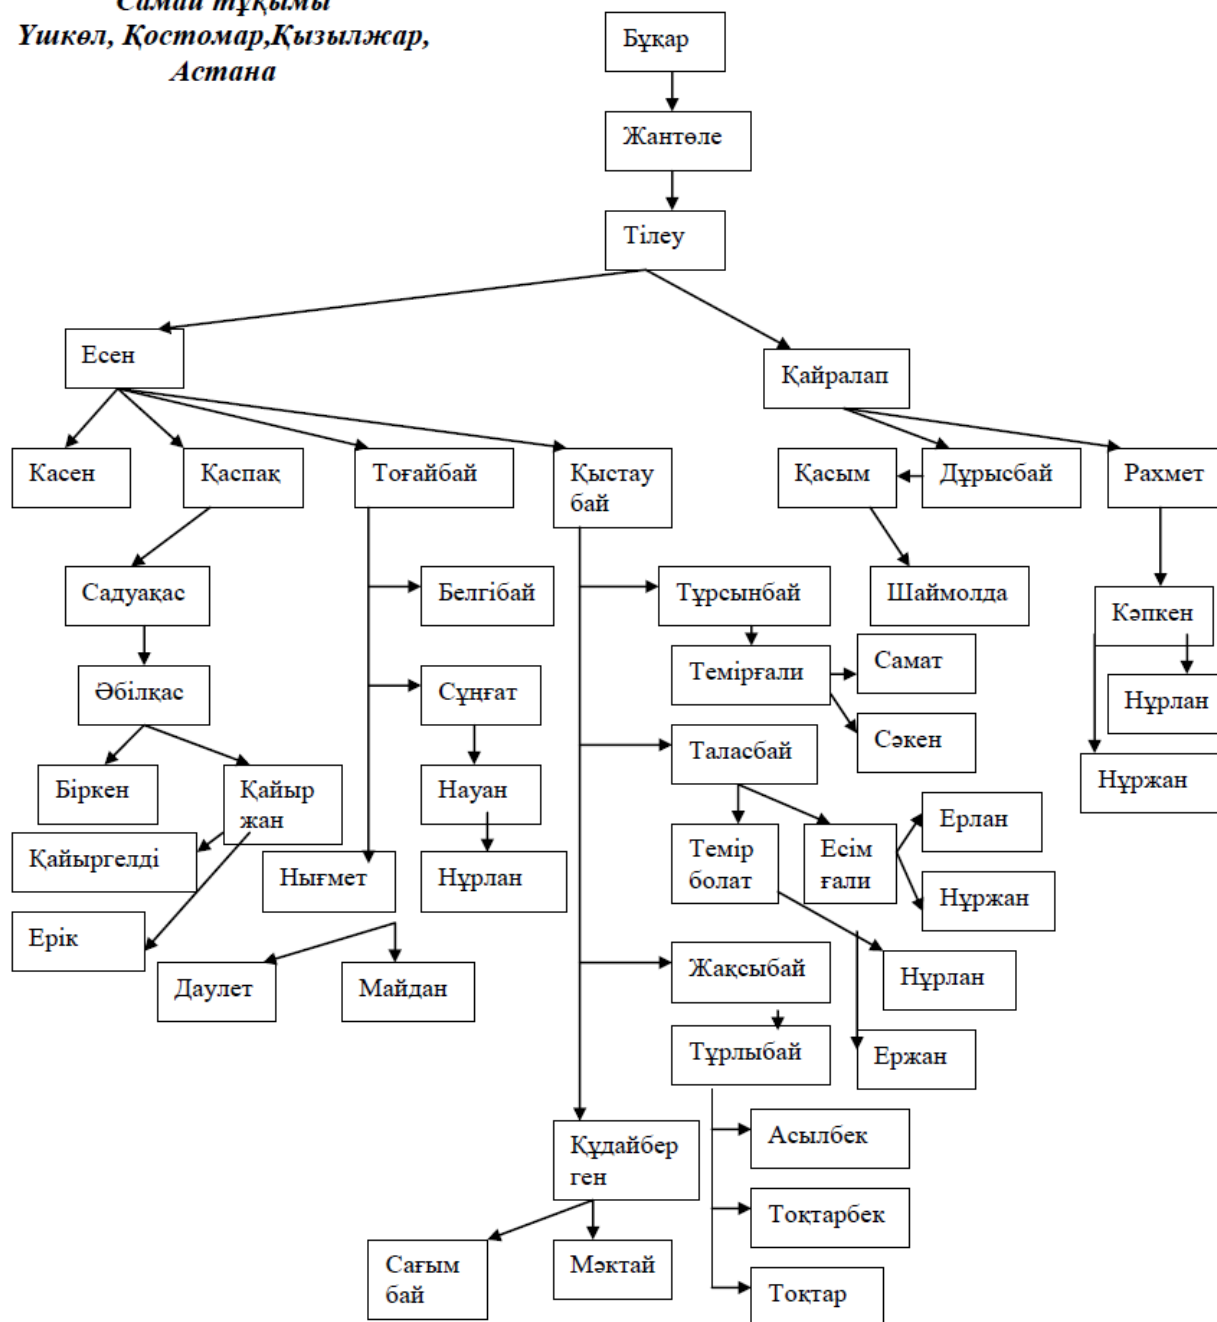 Самай тұқымы
Үшкөл, Қостомар,Қызылжар,
Астана
Бұқар
Жантөле
Тілеу
Есен
Қайралап
Касен
Қаспақ
Тоғайбай
Қыстау
бай
Қасым
Дұрысбай
Рахмет
Садуақас
Белгібай
Тұрсынбай
Шаймолда
Кәпкен
Әбілқас
Сұңғат
Темірғали
Самат
Нұрлан
Сәкен
Біркен
Қайыр
жан
Науан
Таласбай
Нұржан
Қайыргелді
Нығмет
Нұрлан
Темір
болат
Есім
ғали
Ерлан
Нұржан
Ерік
Даулет
Майдан
Жақсыбай
Нұрлан
Тұрлыбай
Ержан
Құдайбер
ген
Асылбек
Тоқтарбек
Сағым
бай
Мәктай
Тоқтар